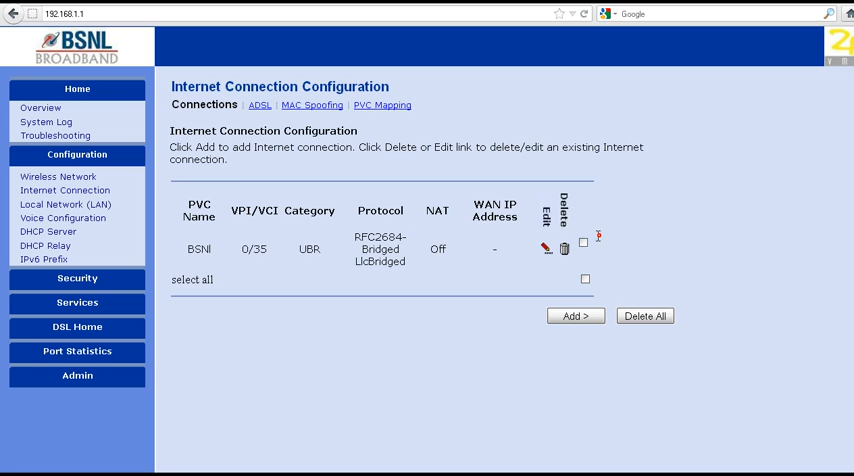 192.168.1.1
Google
BSNL
BROADBAND
Home
Overview
System Log
Troubleshooting
Configuration
Wireless Network
Internet Connection
Local Network (LAN)
Voice Configuration
DHCP Server
DHCP Relay
IPv6 Prefix
Security
Services
DSL Home
Port Statistics
Admin
Internet Connection Configuration
Connections | ADSL | MAC Spoofing | PVC Mapping
Internet Connection Configuration
Click Add to add Internet connection. Click Delete or Edit link to delete/edit an existing Internet
connection.
PVC Name VPI/VCI Category Protocol NAT WAN IP Address Edit Delete
BSNl 0/35 UBR RFC2684-Bridged LlcBridged Off -
select all
Add > Delete All